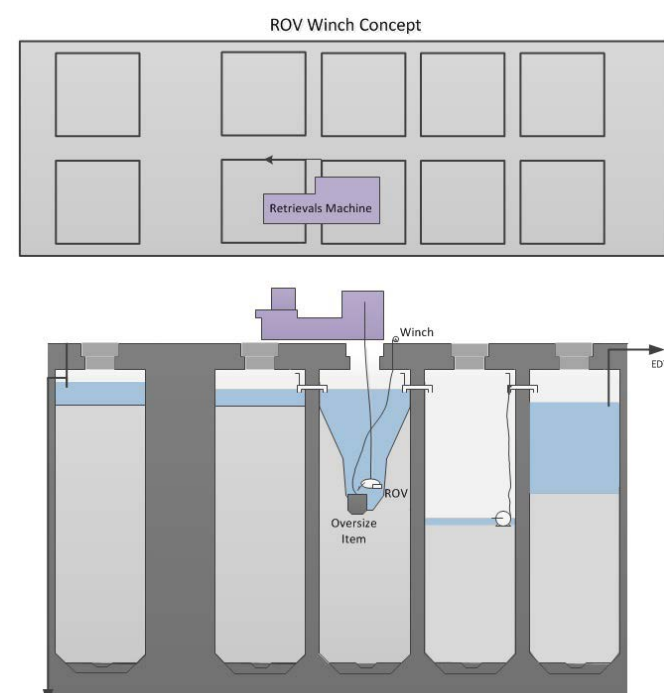 ROV Winch Concept
Retrievals Machine
Winch
ROV
Oversize
Item